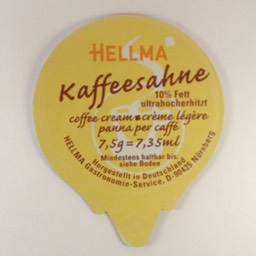 HELLMA
Kaffeesahne
10% Fett
ultrahocherhitzt
coffee cream • crème légère
panna per caffé
7,5g = 7,35ml
Mindestens haltbar bis:
siehe Boden
Hergestellt in Deutschland
HELLMA Gastronomie-Service, D-90425 Nürnberg